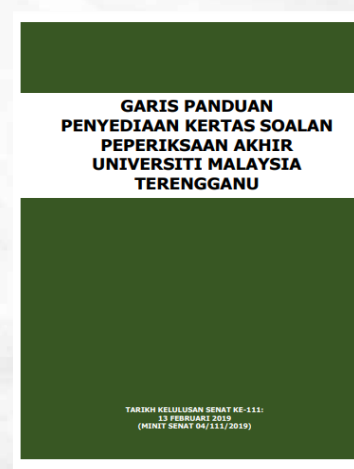 GARIS PANDUAN
PENYEDIAAN KERTAS SOALAN
PEPERIKSAAN AKHIR
UNIVERSITI MALAYSIA
TERENGGANU
TARIKH KELULUSAN SENAT KE-111:
13 FEBRUARI 2019
(MINIT SENAT 04/111/2019)